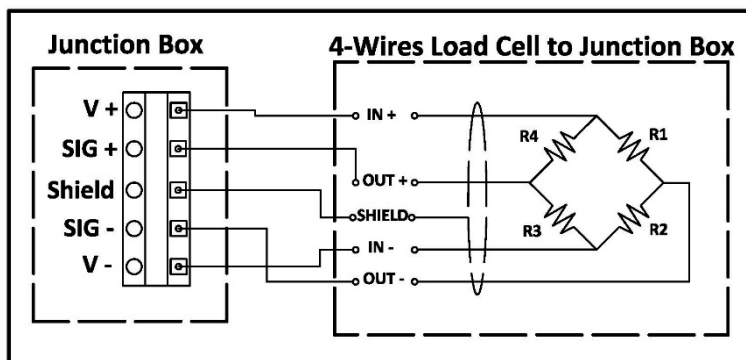 Junction Box
4-Wires Load Cell to Junction Box
V +
SIG +
Shield
SIG -
V -
IN +
OUT +
SHIELD
IN -
OUT -
R4
R1
R3
R2